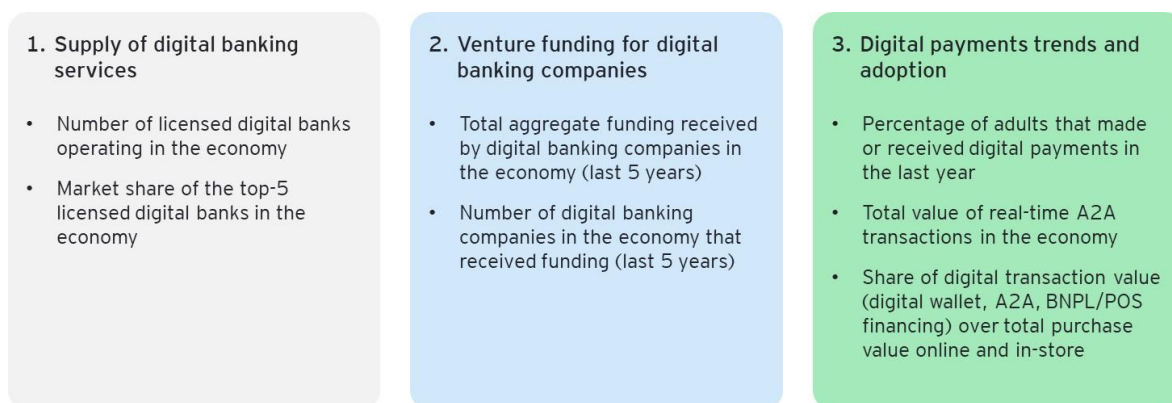 1. Supply of digital banking
services
• Number of licensed digital banks
operating in the economy
• Market share of the top-5
licensed digital banks in the
economy
2. Venture funding for digital
banking companies
• Total aggregate funding received
by digital banking companies in
the economy (last 5 years)
• Number of digital banking
companies in the economy that
received funding (last 5 years)
3. Digital payments trends and
adoption
• Percentage of adults that made
or received digital payments in
the last year
• Total value of real-time A2A
transactions in the economy
• Share of digital transaction value
(digital wallet, A2A, BNPL/POS
financing) over total purchase
value online and in-store